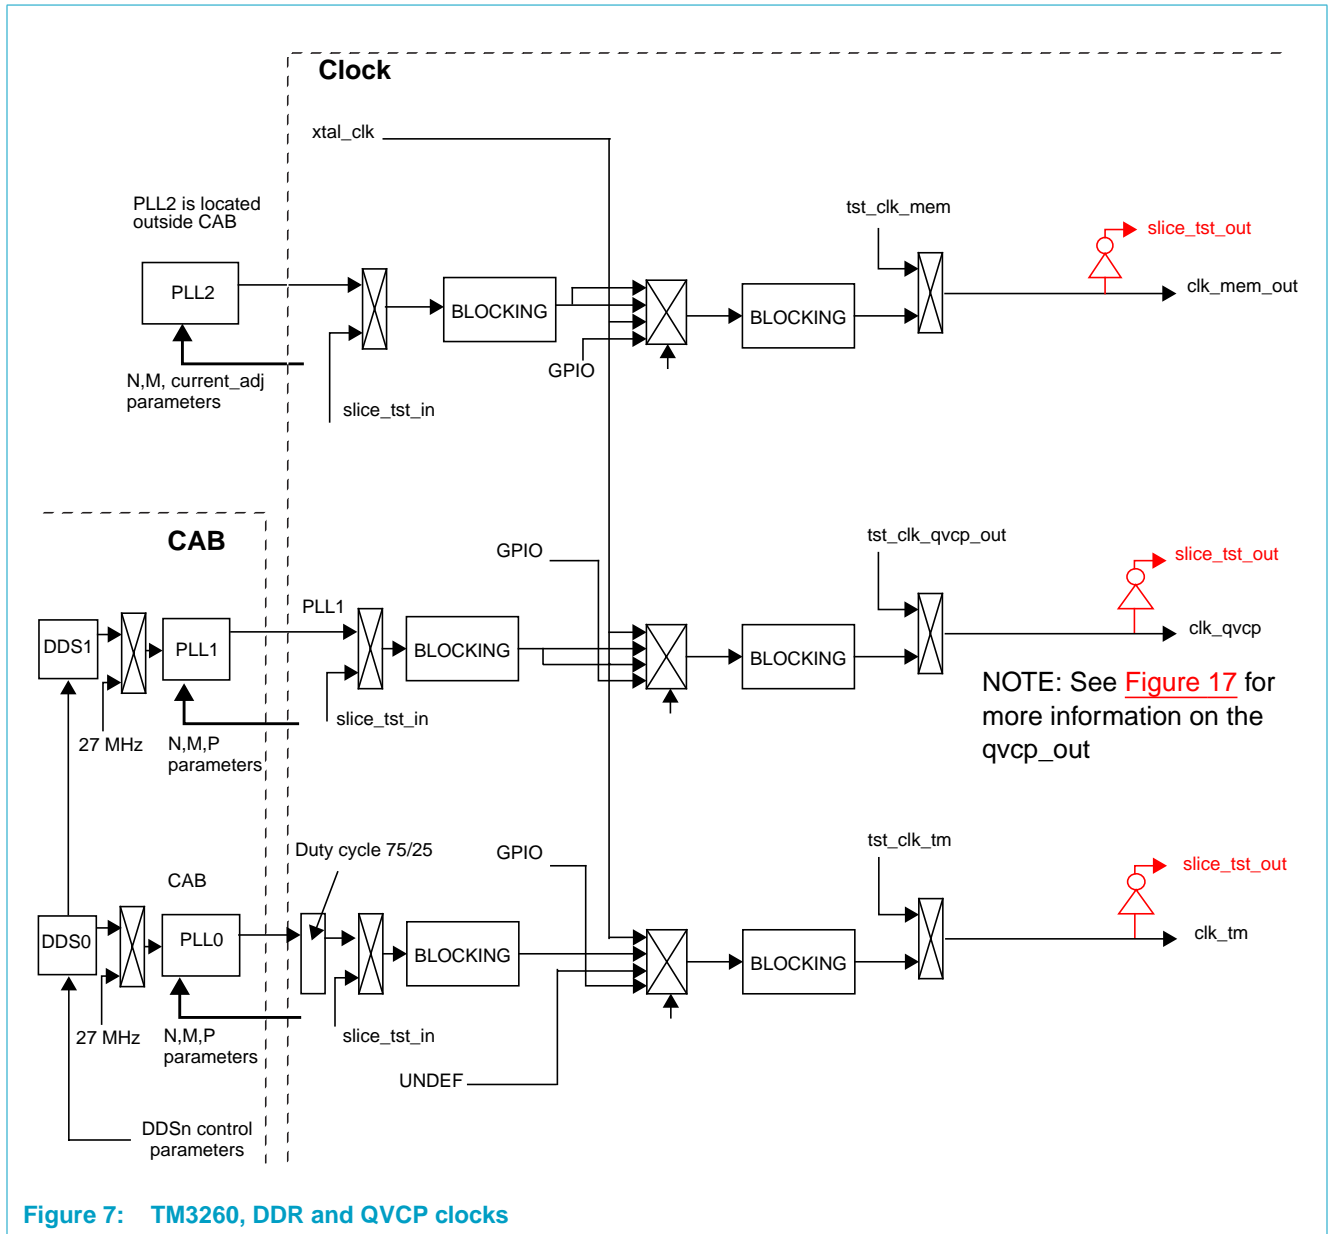 Clock
xtal_clk
PLL2 is located
outside CAB
tst_clk_mem
slice_tst_out
PLL2
BLOCKING
BLOCKING
clk_mem_out
GPIO
N,M, current_adj
parameters
slice_tst_in
CAB
GPIO
tst_clk_qvcp_out
slice_tst_out
PLL1
DDS1
PLL1
BLOCKING
BLOCKING
clk_qvcp
NOTE: See Figure 17 for
more information on the
qvcp_out
slice_tst_in
27 MHz
N,M,P
parameters
Duty cycle 75/25
GPIO
tst_clk_tm
slice_tst_out
CAB
DDS0
PLL0
BLOCKING
BLOCKING
clk_tm
27 MHz
N,M,P
parameters
slice_tst_in
UNDEF
DDSn control
parameters
Figure 7: TM3260, DDR and QVCP clocks